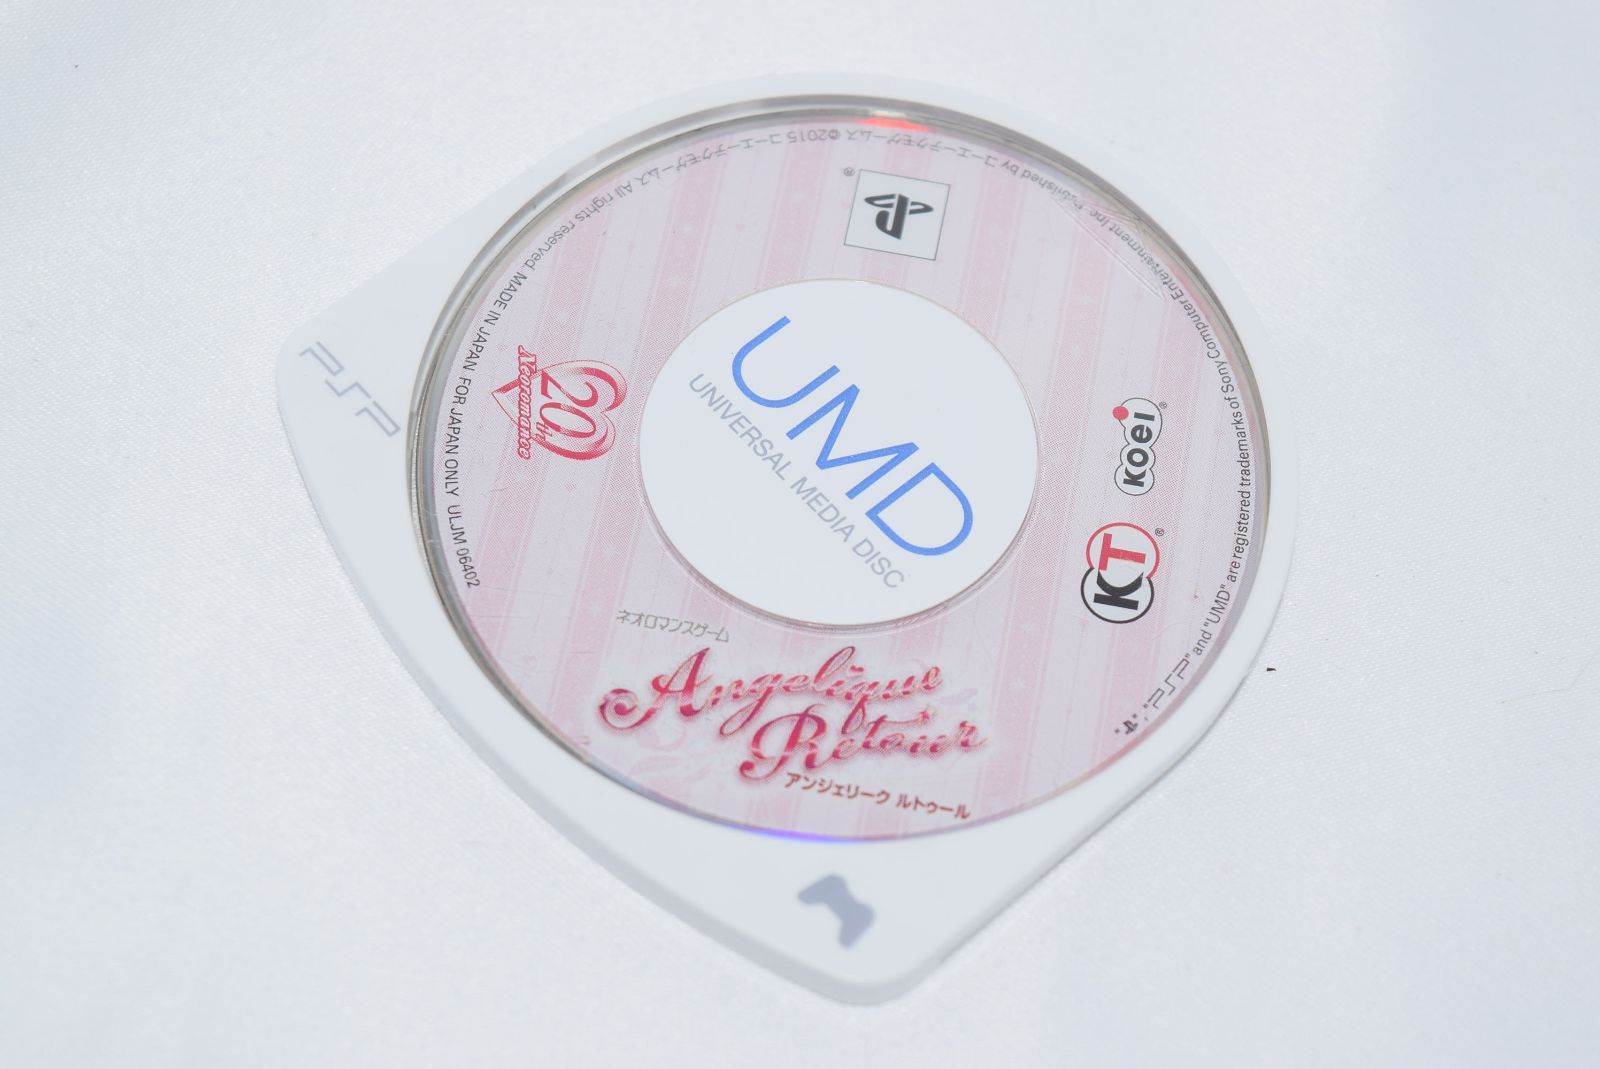 PSP
UMD
UNIVERSAL MEDIA DISC
ネオロマンスゲーム
Angelique
Retour
アンジェリーク ルトゥール
20th
Neoromance
KOEI ®
KT ®
®
"PSP" and "UMD" are registered trademarks of Sony Computer Entertainment Inc. Published by コーエーテクモゲームス ©2015 コーエーテクモゲームス All rights reserved. MADE IN JAPAN FOR JAPAN ONLY ULJM 06402